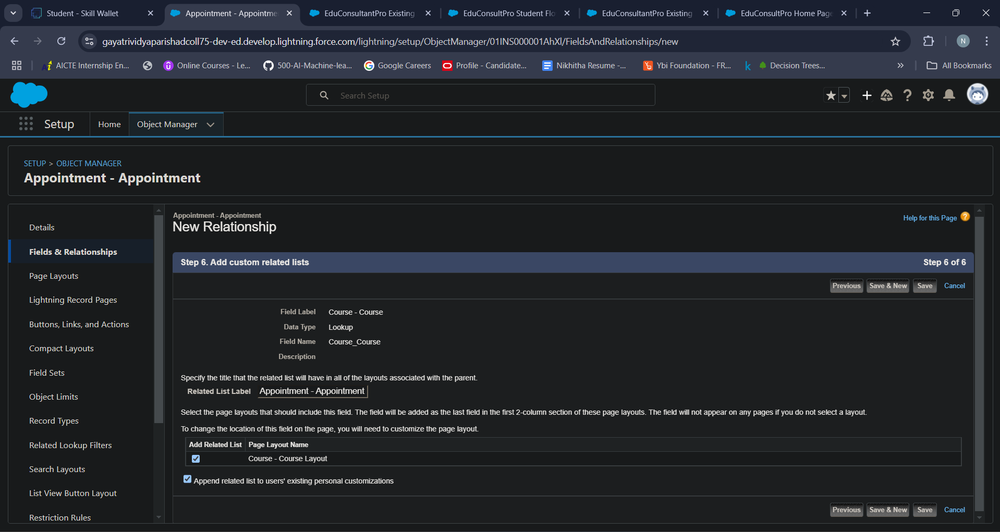 Student - Skill Wallet
Appointment - Appointme
EduConsultantPro Existing
EduConsultPro Student Flo
EduConsultantPro Existing
EduConsultPro Home Page
gayatrividyaparishadcoll75-dev-ed.develop.lightning.force.com/lightning/setup/ObjectManager/01INS000001AhXl/FieldsAndRelationships/new
N
AICTE Internship En...
Online Courses - Le...
500-AI-Machine-lea...
Google Careers
Profile - Candidate...
Nikhitha Resume -...
Ybi Foundation - FR...
k
Decision Trees...
All Bookmarks
Search Setup
Setup
Home
Object Manager
SETUP > OBJECT MANAGER
Appointment - Appointment
Details
Fields & Relationships
Page Layouts
Lightning Record Pages
Buttons, Links, and Actions
Compact Layouts
Field Sets
Object Limits
Record Types
Related Lookup Filters
Search Layouts
List View Button Layout
Restriction Rules
Appointment - Appointment
New Relationship
Help for this Page
Step 6. Add custom related lists
Step 6 of 6
Previous Save & New Save Cancel
Field Label Course - Course
Data Type Lookup
Field Name Course_Course
Description
Specify the title that the related list will have in all of the layouts associated with the parent.
Related List Label Appointment - Appointment
Select the page layouts that should include this field. The field will be added as the last field in the first 2-column section of these page layouts. The field will not appear on any pages if you do not select a layout.
To change the location of this field on the page, you will need to customize the page layout.
Add Related List Page Layout Name
Course - Course Layout
Append related list to users' existing personal customizations
Previous Save & New Save Cancel